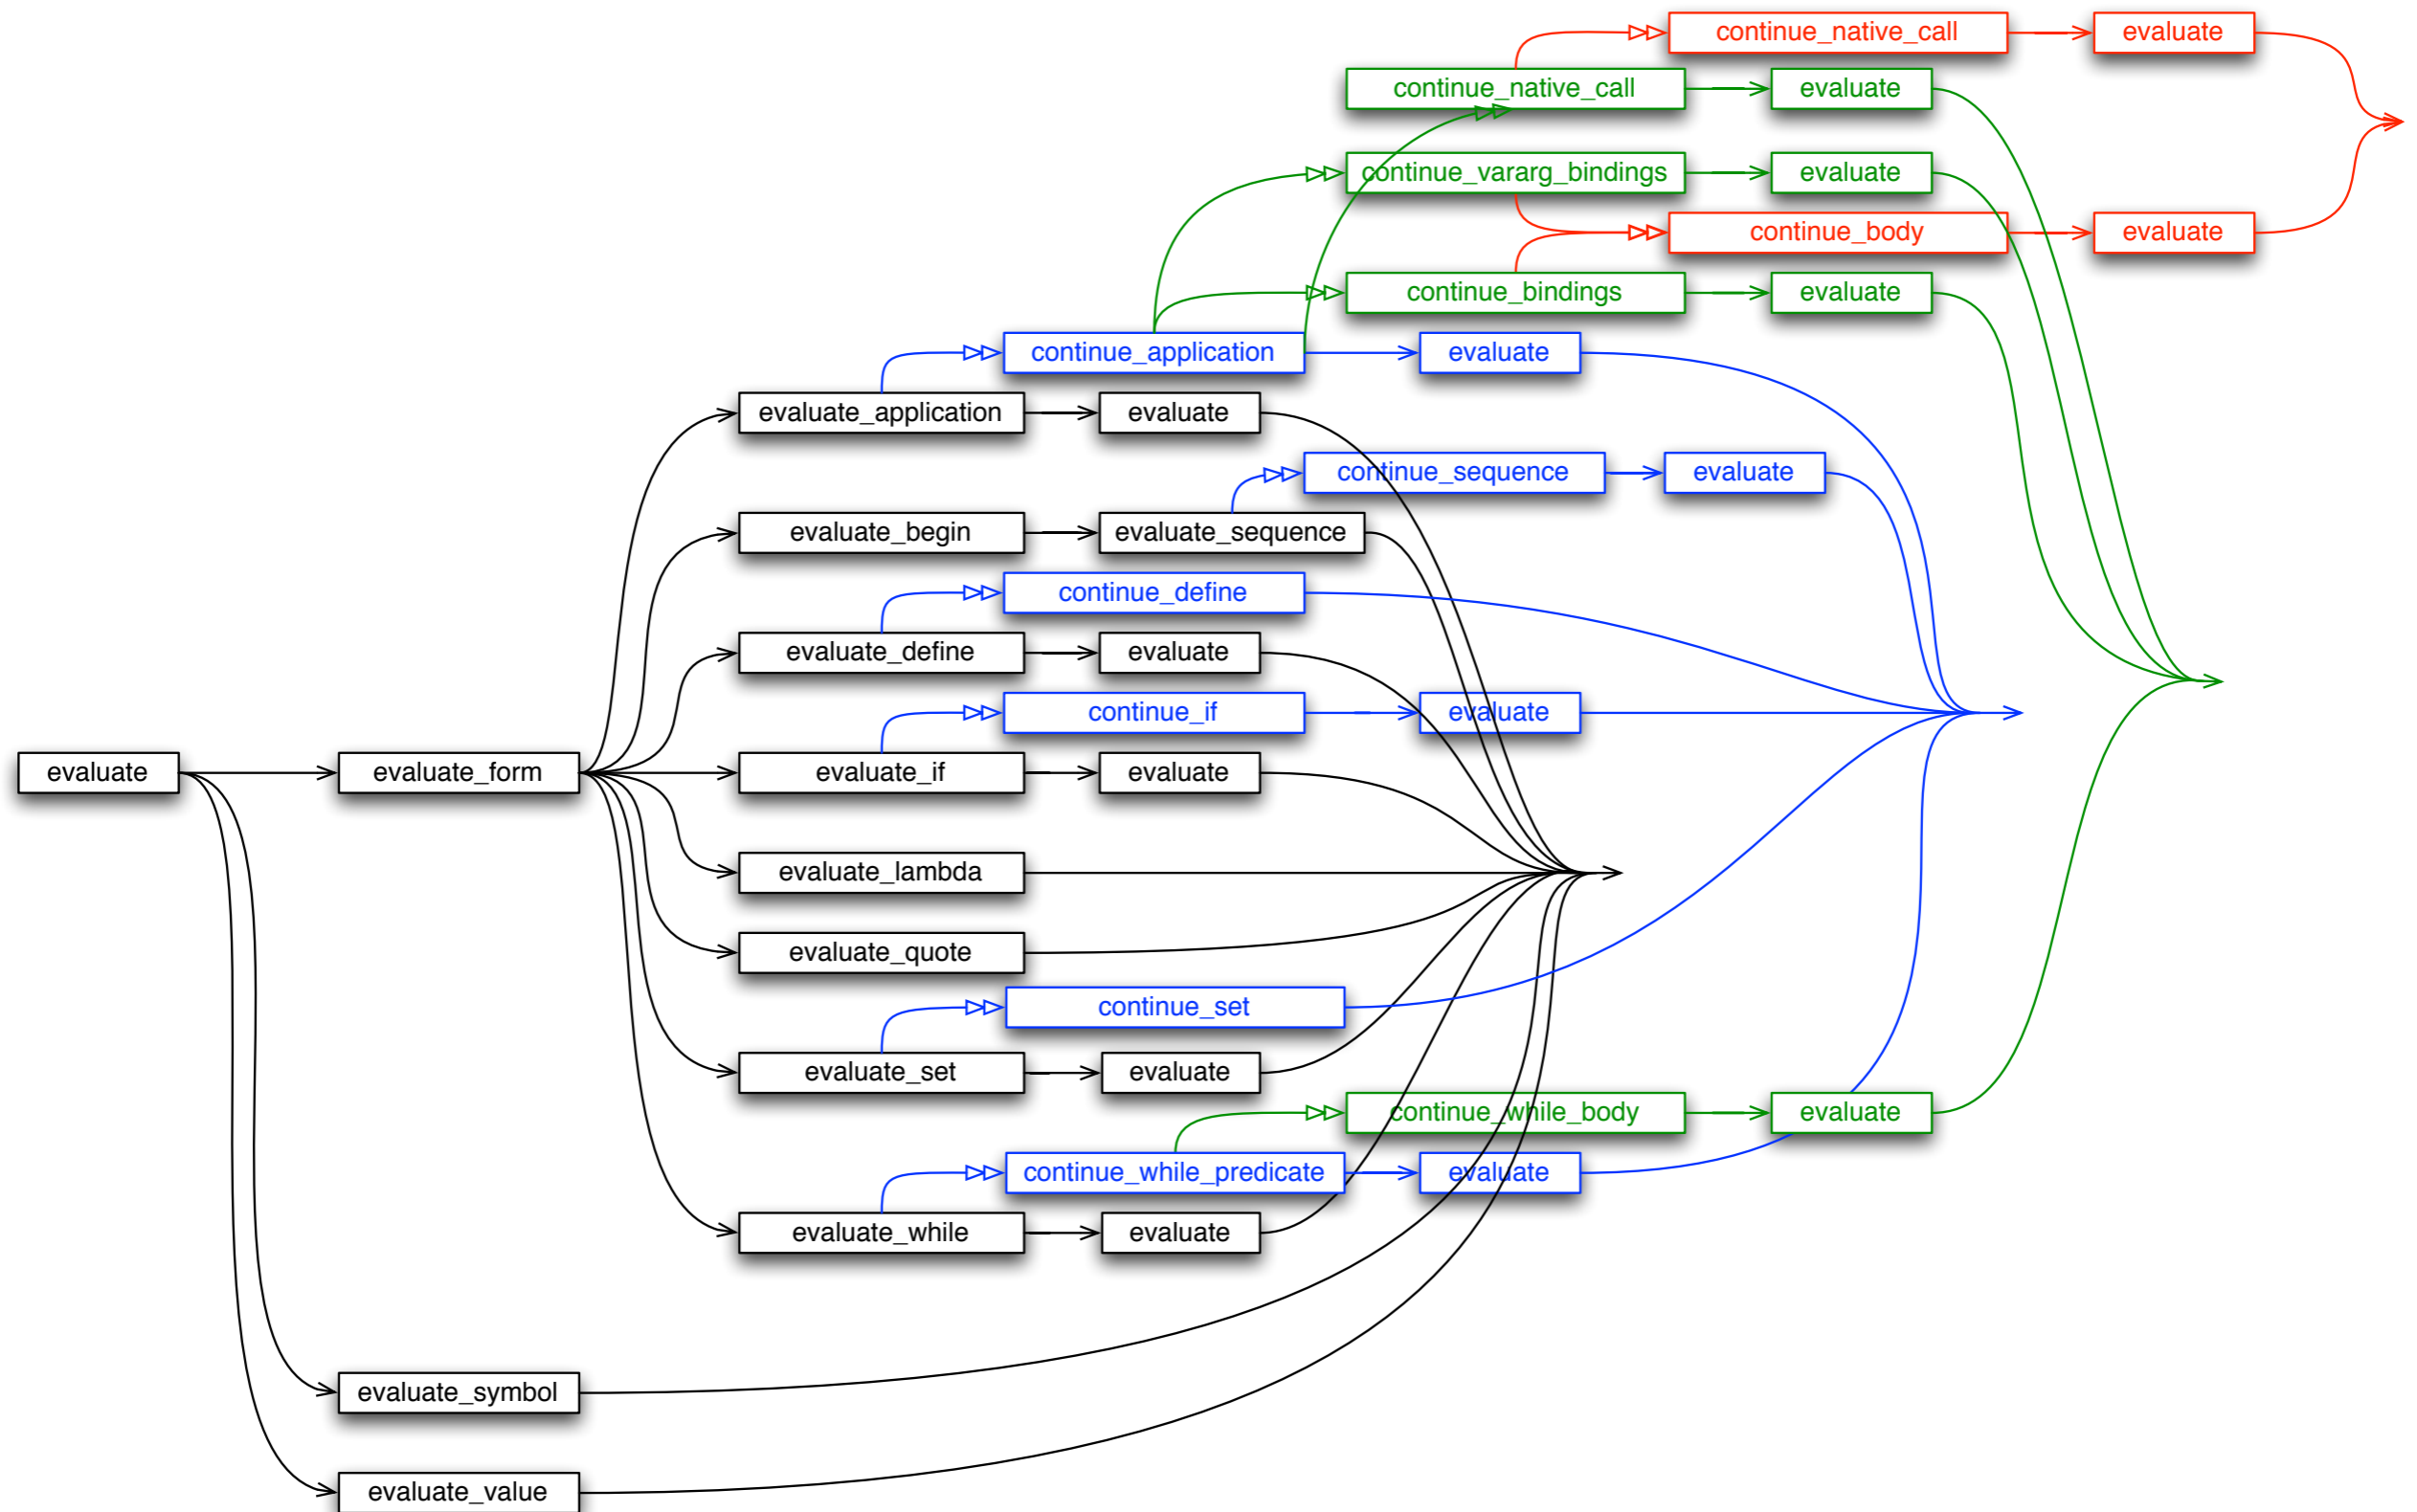 continue_native_call evaluate
continue_native_call evaluate
continue_vararg_bindings evaluate
continue_body evaluate
continue_bindings evaluate
continue_application evaluate
evaluate_application evaluate
continue_sequence evaluate
evaluate_begin evaluate_sequence
continue_define
evaluate_define evaluate
continue_if evaluate
evaluate evaluate_form evaluate_if evaluate
evaluate_lambda
evaluate_quote
continue_set
evaluate_set evaluate
continue_while_body evaluate
continue_while_predicate evaluate
evaluate_while evaluate
evaluate_symbol
evaluate_value